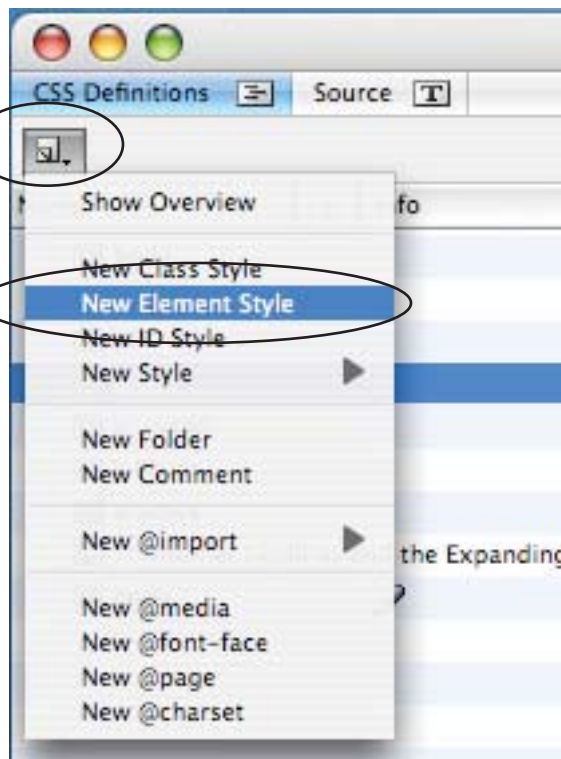 CSS Definitions Source T
Show Overview
fo
New Class Style
New Element Style
New ID Style
New Style
New Folder
New Comment
New @import
the Expanding
New @media
New @font-face
New @page
New @charset